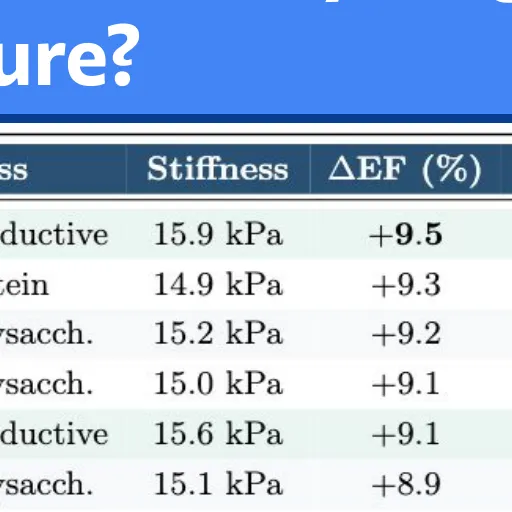 ure?
ss Stiffness ΔEF (%)
ductive 15.9 kPa +9.5
tein 14.9 kPa +9.3
ysacch. 15.2 kPa +9.2
ysacch. 15.0 kPa +9.1
ductive 15.6 kPa +9.1
ysacch. 15.1 kPa +8.9